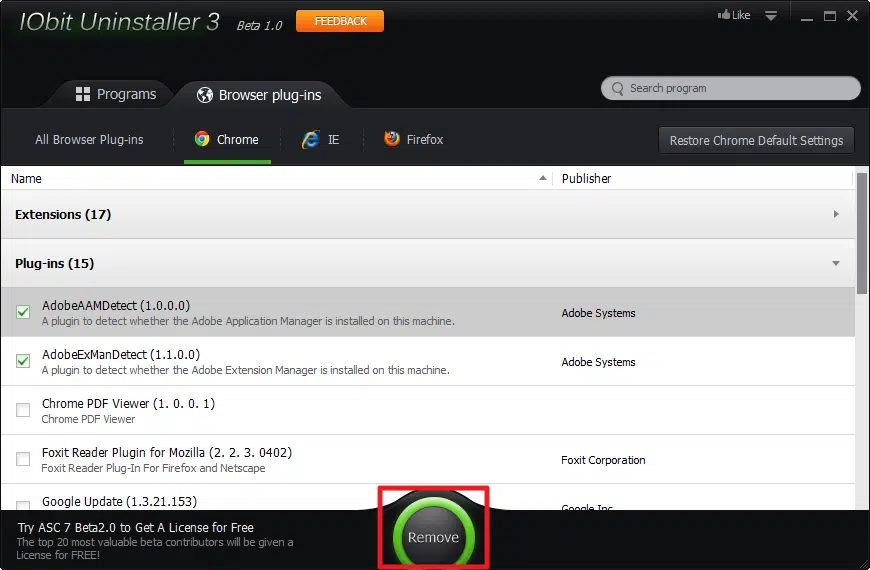 IObit Uninstaller 3 Beta 1.0 FEEDBACK Like
Programs Browser plug-ins Search program
All Browser Plug-ins Chrome IE Firefox Restore Chrome Default Settings
Name Publisher
Extensions (17)
Plug-ins (15)
AdobeAAMDetect (1.0.0.0)
A plugin to detect whether the Adobe Application Manager is installed on this machine.
Adobe Systems
AdobeExManDetect (1.1.0.0)
A plugin to detect whether the Adobe Extension Manager is installed on this machine.
Adobe Systems
Chrome PDF Viewer (1. 0. 0. 1)
Chrome PDF Viewer
Foxit Reader Plugin for Mozilla (2. 2. 3. 0402)
Foxit Reader Plug-In For Firefox and Netscape
Foxit Corporation
Google Update (1.3.21.153)
Google Inc
Try ASC 7 Beta2.0 to Get A License for Free
The top 20 most valuable beta contributors will be given a
License for FREE!
Remove